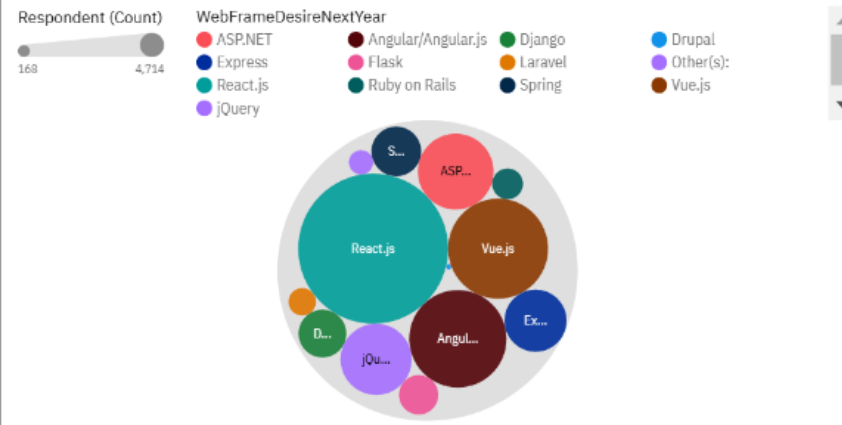 Respondent (Count)
168 4,714
WebFrameDesireNextYear
ASP.NET Angular/Angular.js Django Drupal
Express Flask Laravel Other(s):
React.js Ruby on Rails Spring Vue.js
jQuery
S...
ASP...
React.js Vue.js
Ex...
D...
Angul...
jQu...